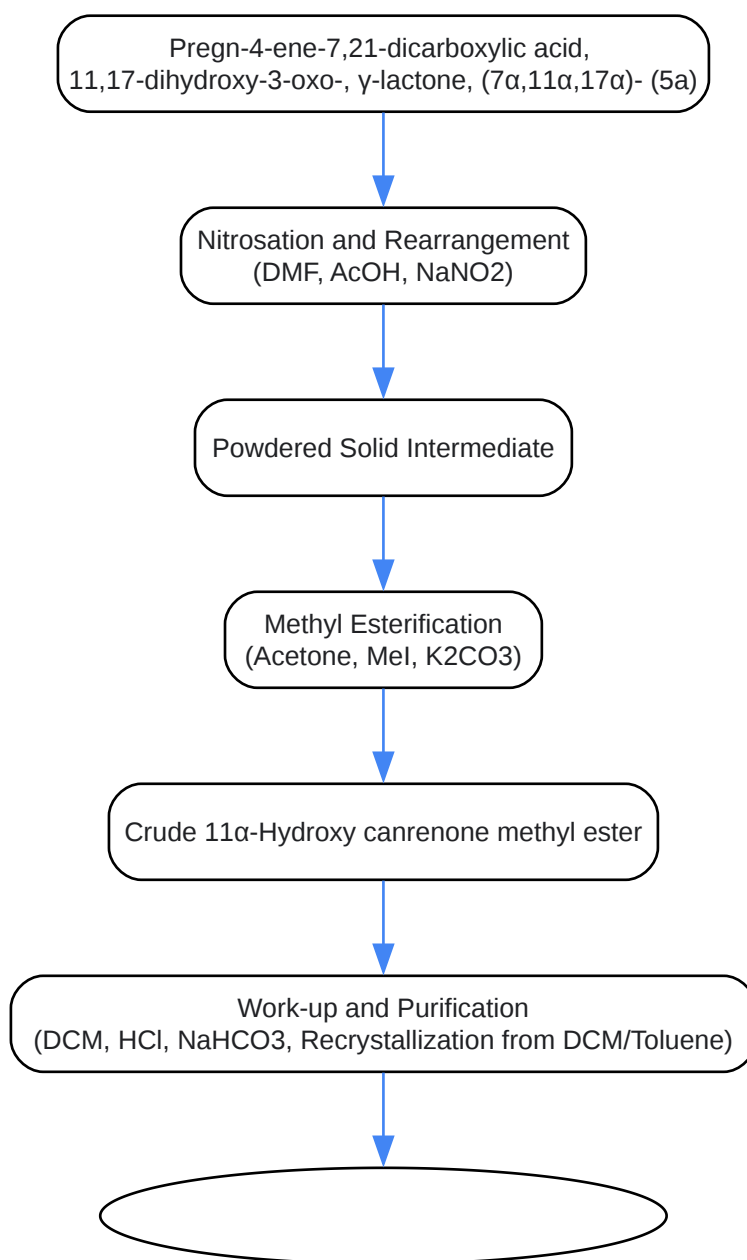 Pregn-4-ene-7,21-dicarboxylic acid,
11,17-dihydroxy-3-oxo-, γ-lactone, (7α,11α,17α)- (5a)
Nitrosation and Rearrangement
(DMF, AcOH, NaNO2)
Powdered Solid Intermediate
Methyl Esterification
(Acetone, MeI, K2CO3)
Crude 11α-Hydroxy canrenone methyl ester
Work-up and Purification
(DCM, HCl, NaHCO3, Recrystallization from DCM/Toluene)